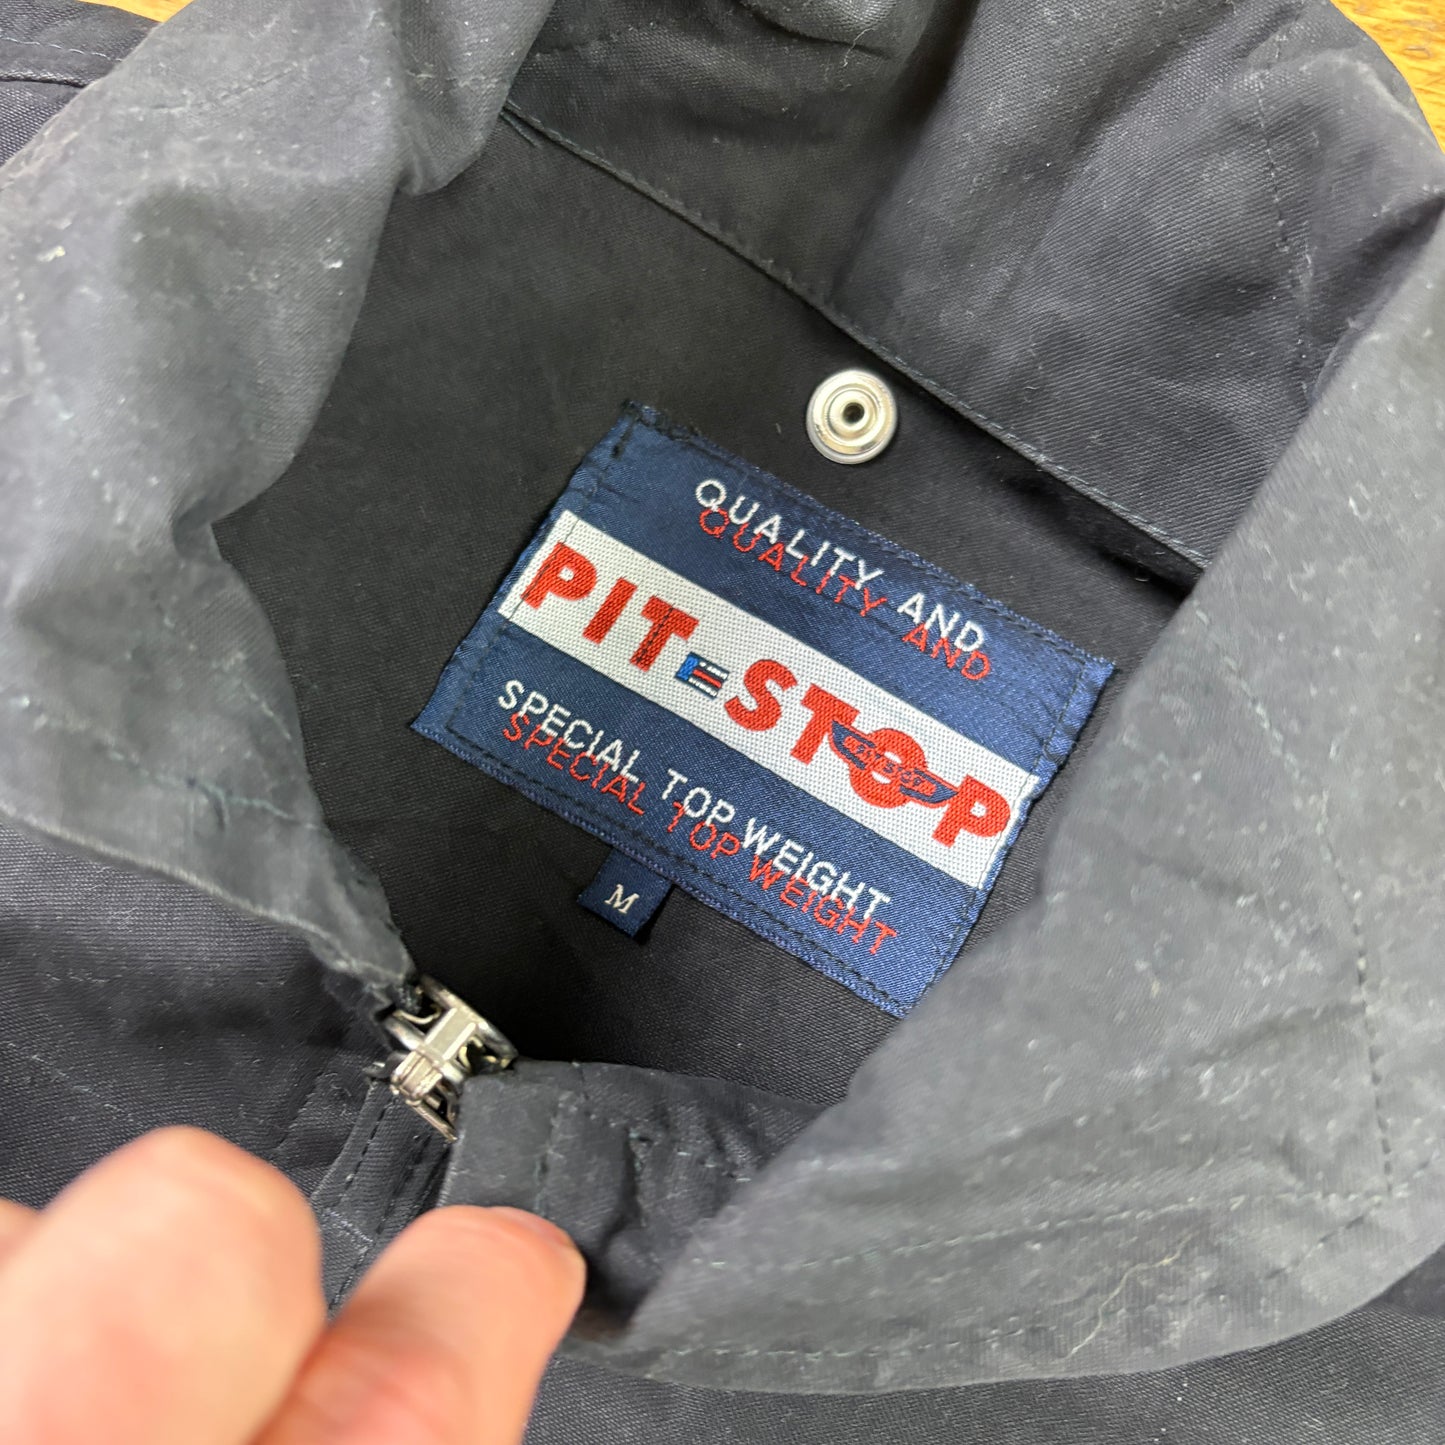 QUALITY AND
QUALITY AND
PIT STOP
SPECIAL TOP WEIGHT
SPECIAL TOP WEIGHT
M